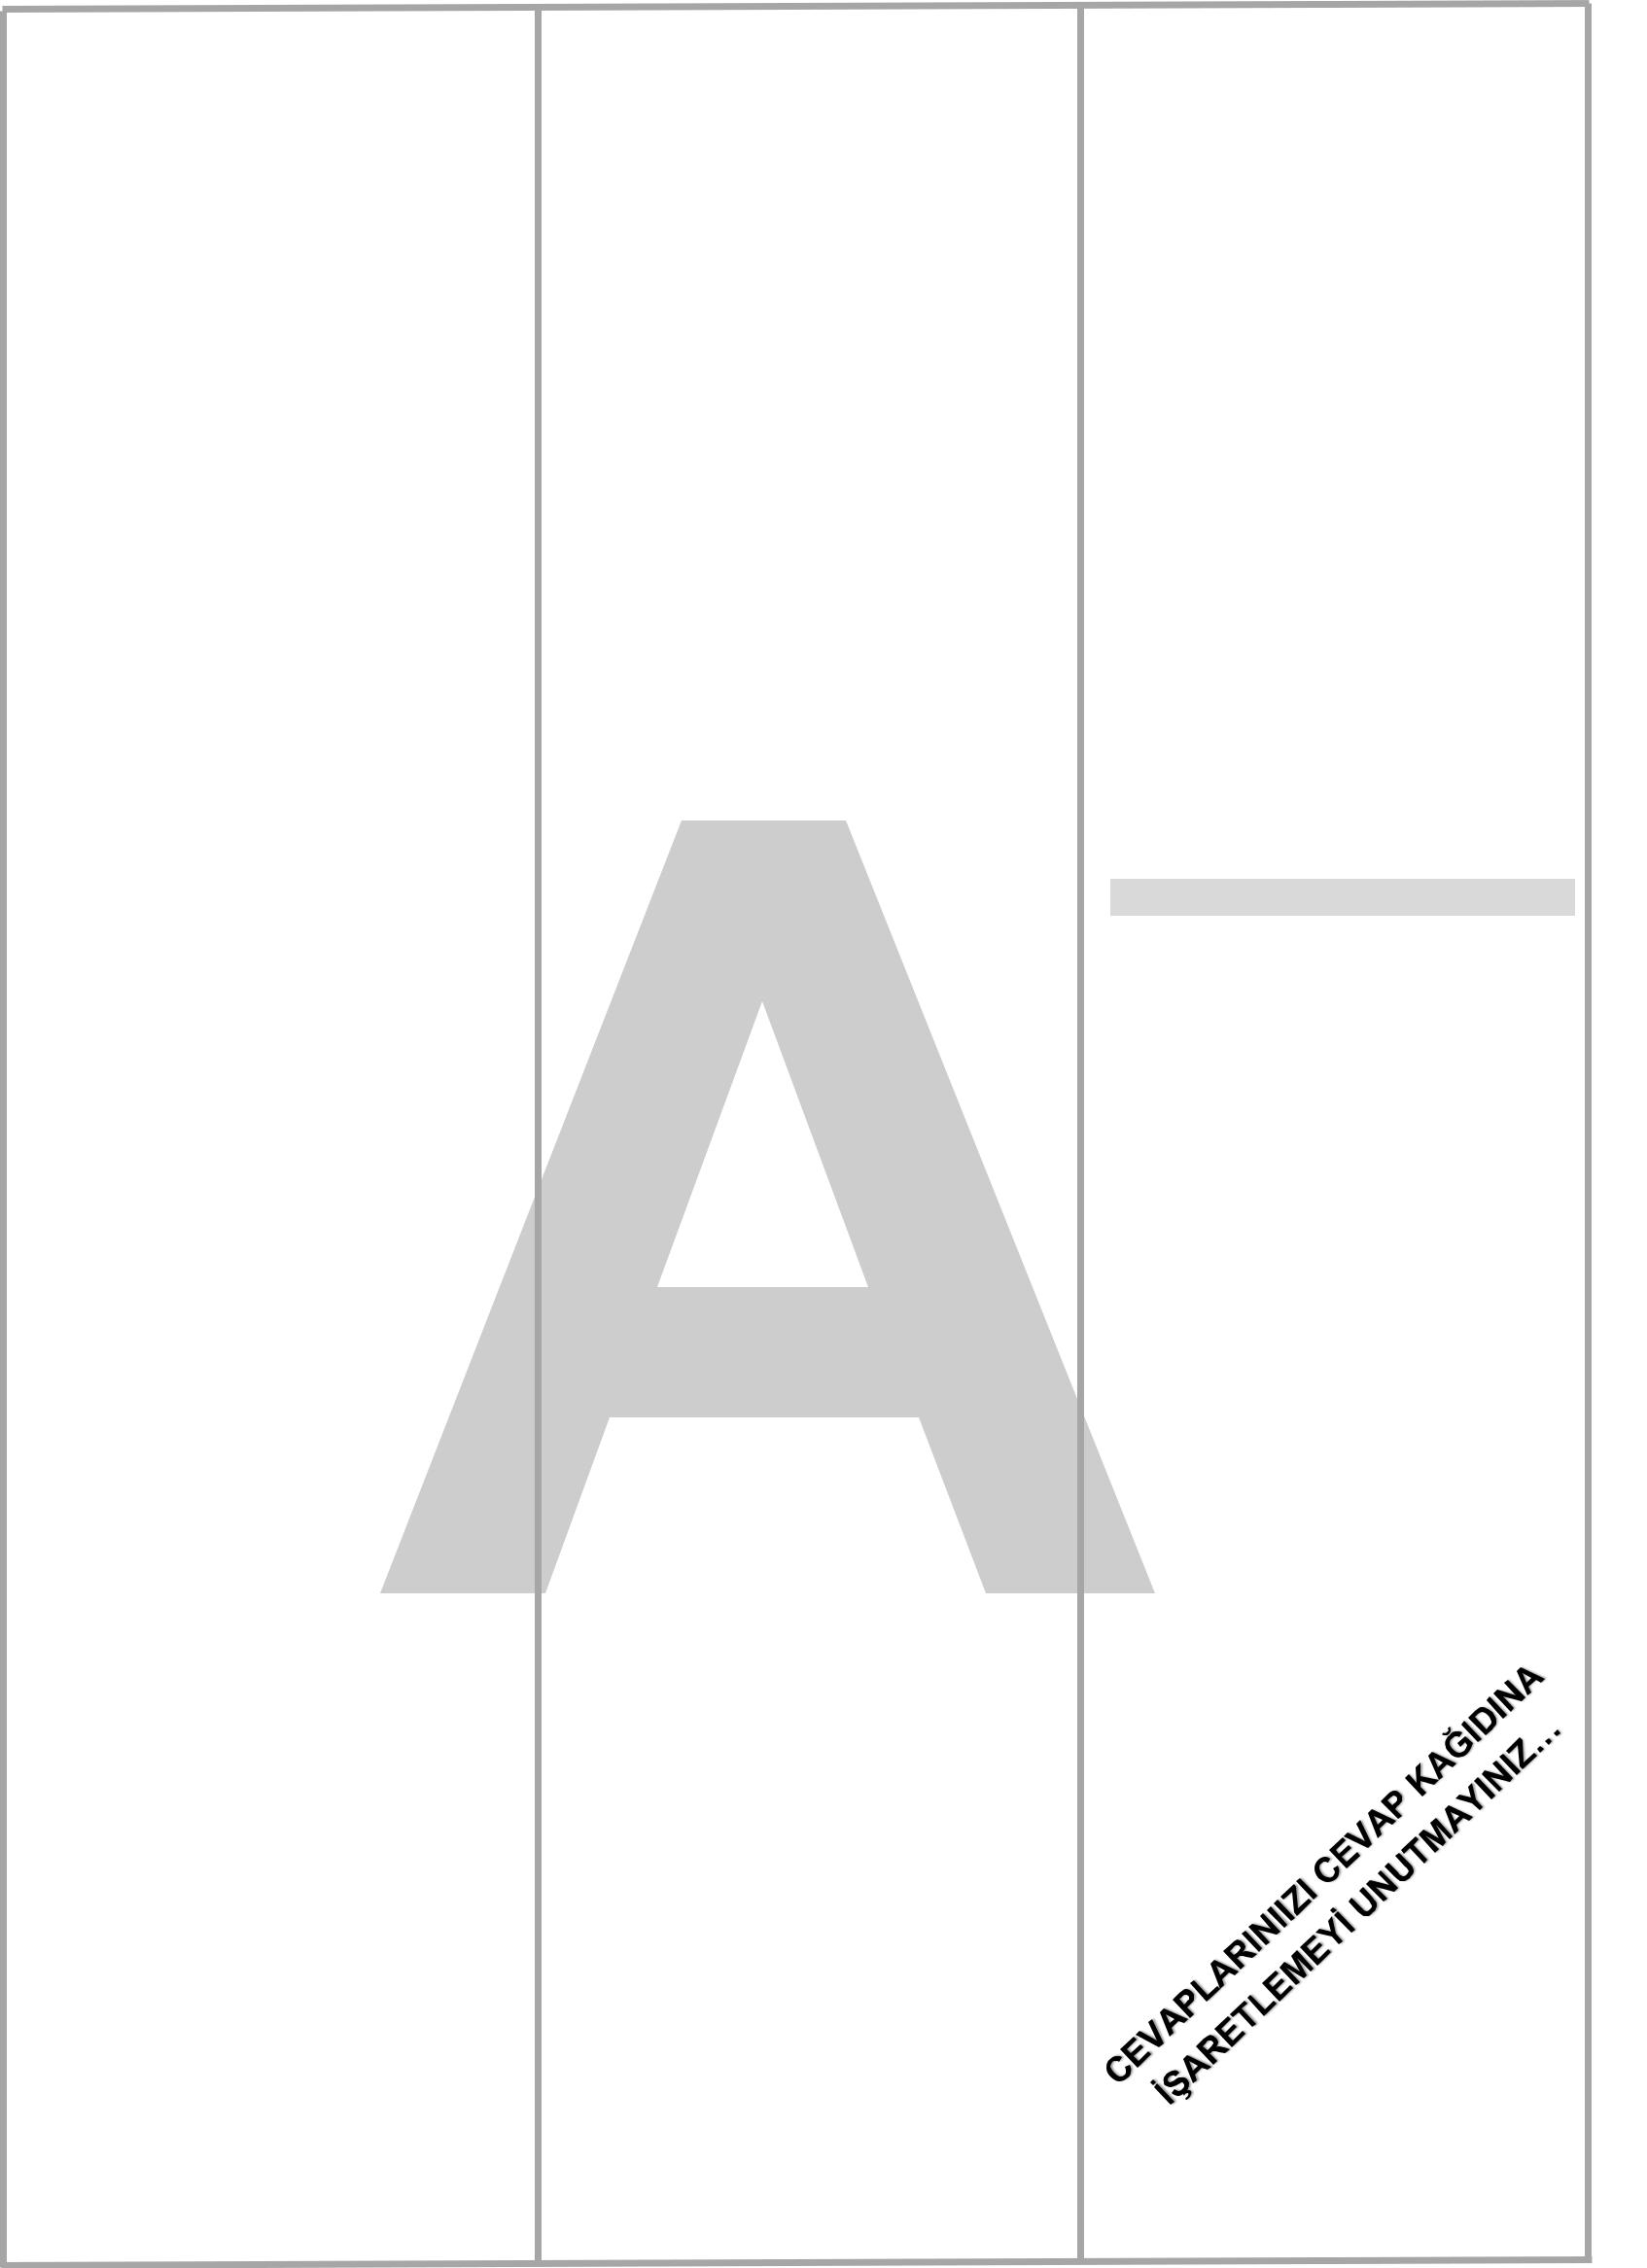 A
CEVAPLARINIIZI CEVAP KAĞIDINA
İŞARETLEMEYİ UNUTMAYINIZ...